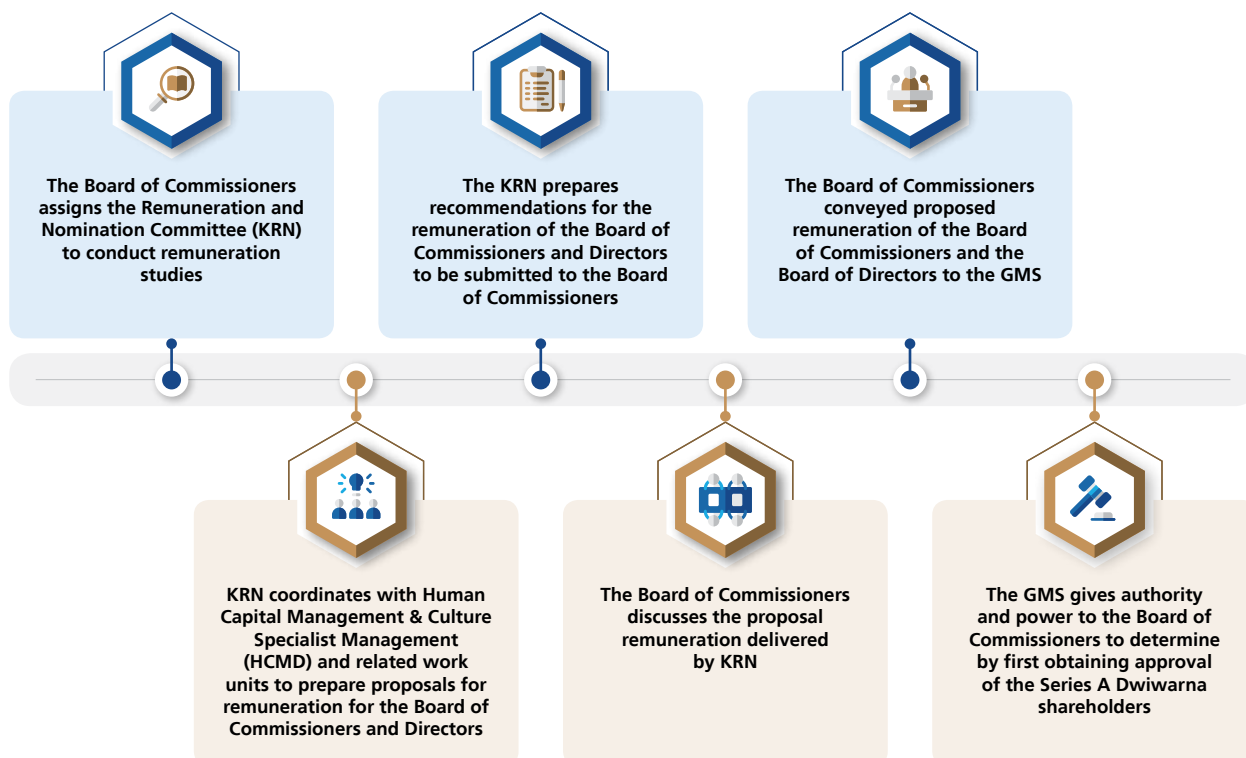 The Board of Commissioners
assigns the Remuneration and
Nomination Committee (KRN)
to conduct remuneration
studies
KRN coordinates with Human
Capital Management & Culture
Specialist Management
(HCMD) and related work
units to prepare proposals for
remuneration for the Board of
Commissioners and Directors
The KRN prepares
recommendations for the
remuneration of the Board of
Commissioners and Directors
to be submitted to the Board
of Commissioners
The Board of Commissioners
discusses the proposal
remuneration delivered
by KRN
The Board of Commissioners
conveyed proposed
remuneration of the Board
of Commissioners and the
Board of Directors to the GMS
The GMS gives authority
and power to the Board of
Commissioners to determine
by first obtaining approval
of the Series A Dwiwarna
shareholders